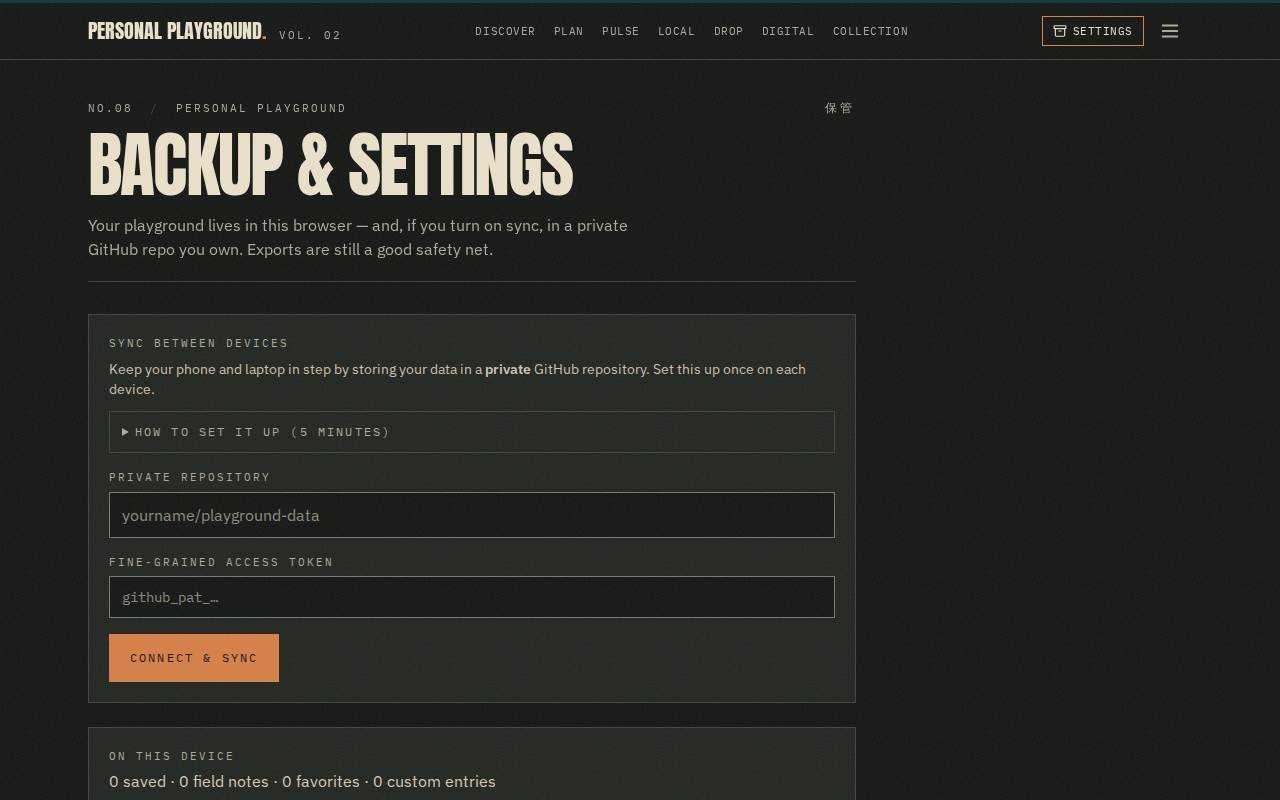 PERSONAL PLAYGROUND. VOL. 02
DISCOVER PLAN PULSE LOCAL DROP DIGITAL COLLECTION
SETTINGS
NO.08 / PERSONAL PLAYGROUND
保管
BACKUP & SETTINGS
Your playground lives in this browser — and, if you turn on sync, in a private
GitHub repo you own. Exports are still a good safety net.
SYNC BETWEEN DEVICES
Keep your phone and laptop in step by storing your data in a private GitHub repository. Set this up once on each
device.
HOW TO SET IT UP (5 MINUTES)
PRIVATE REPOSITORY
yourname/playground-data
FINE-GRAINED ACCESS TOKEN
github_pat_…
CONNECT & SYNC
ON THIS DEVICE
0 saved · 0 field notes · 0 favorites · 0 custom entries